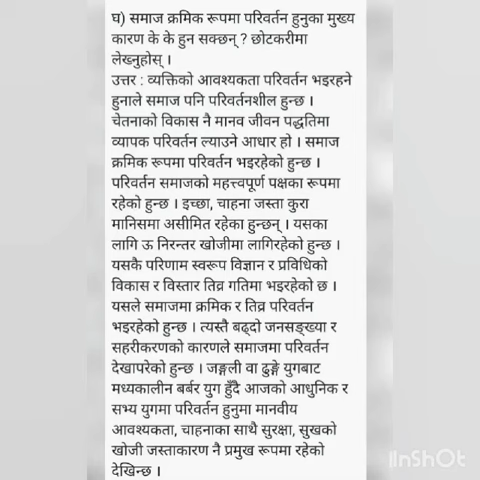 घ) समाज क्रमिक रूपमा परिवर्तन हुनुका मुख्य
कारण के के हुन सक्छन् ? छोटकरीमा
लेख्नुहोस् ।
उत्तर : व्यक्तिको आवश्यकता परिवर्तन भइरहने
हुनाले समाज पनि परिवर्तनशील हुन्छ ।
चेतनाको विकास नै मानव जीवन पद्धतिमा
व्यापक परिवर्तन ल्याउने आधार हो । समाज
क्रमिक रूपमा परिवर्तन भइरहेको हुन्छ ।
परिवर्तन समाजको महत्त्वपूर्ण पक्षका रूपमा
रहेको हुन्छ । इच्छा, चाहना जस्ता कुरा
मानिसमा असीमित रहेका हुन्छन् । यसका
लागि ऊ निरन्तर खोजीमा लागिरहेको हुन्छ ।
यसकै परिणाम स्वरूप विज्ञान र प्रविधिको
विकास र विस्तार तिव्र गतिमा भइरहेको छ ।
यसले समाजमा क्रमिक र तिव्र परिवर्तन
भइरहेको हुन्छ । त्यस्तै बढ्दो जनसङ्ख्या र
सहरीकरणको कारणले समाजमा परिवर्तन
देखापरेको हुन्छ । जङ्गली वा ढुङ्गे युगबाट
मध्यकालीन बर्बर युग हुँदै आजको आधुनिक र
सभ्य युगमा परिवर्तन हुनुमा मानवीय
आवश्यकता, चाहनाका साथै सुरक्षा, सुखको
खोजी जस्ताकारण नै प्रमुख रूपमा रहेको
देखिन्छ ।
InShOt